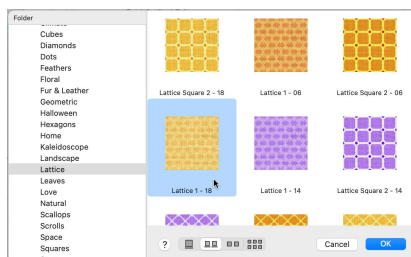 Folder
Climate
Cubes
Diamonds
Dots
Feathers
Floral
Fur & Leather
Geometric
Halloween
Hexagons
Home
Kaleidoscope
Landscape
Lattice
Leaves
Love
Natural
Scallops
Scrolls
Space
Squares
Lattice Square 2 - 18
Lattice 1 - 06
Lattice Square 2 - 06
Lattice 1 - 18
Lattice 1 - 14
Lattice Square 2 - 14
?
Cancel
OK